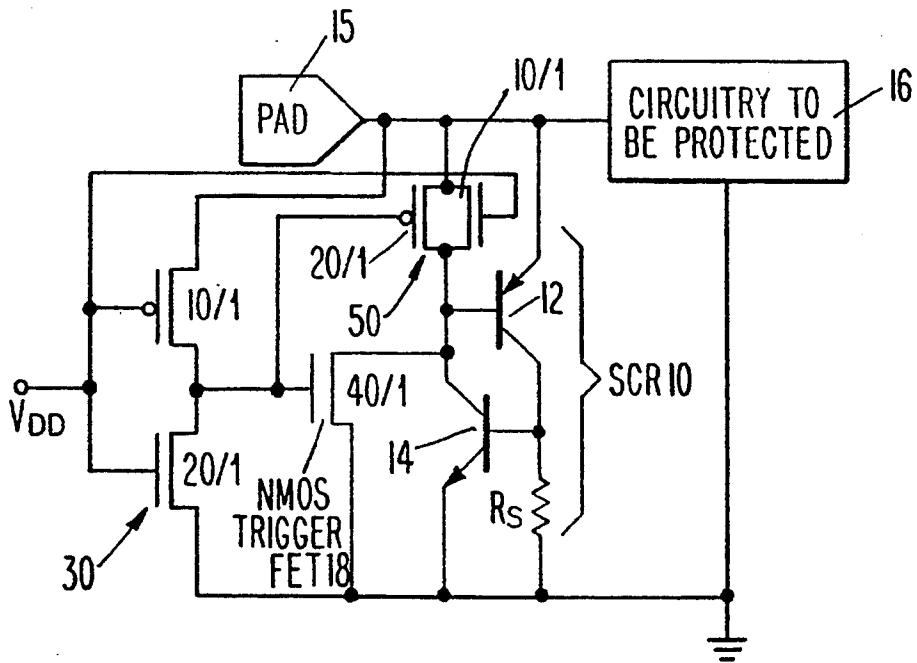 15
PAD
10/1
CIRCUITRY TO
BE PROTECTED
16
20/1
50
12
10/1
SCR 10
40/1
VDD
14
20/1
NMOS
TRIGGER
FET 18
RS
30